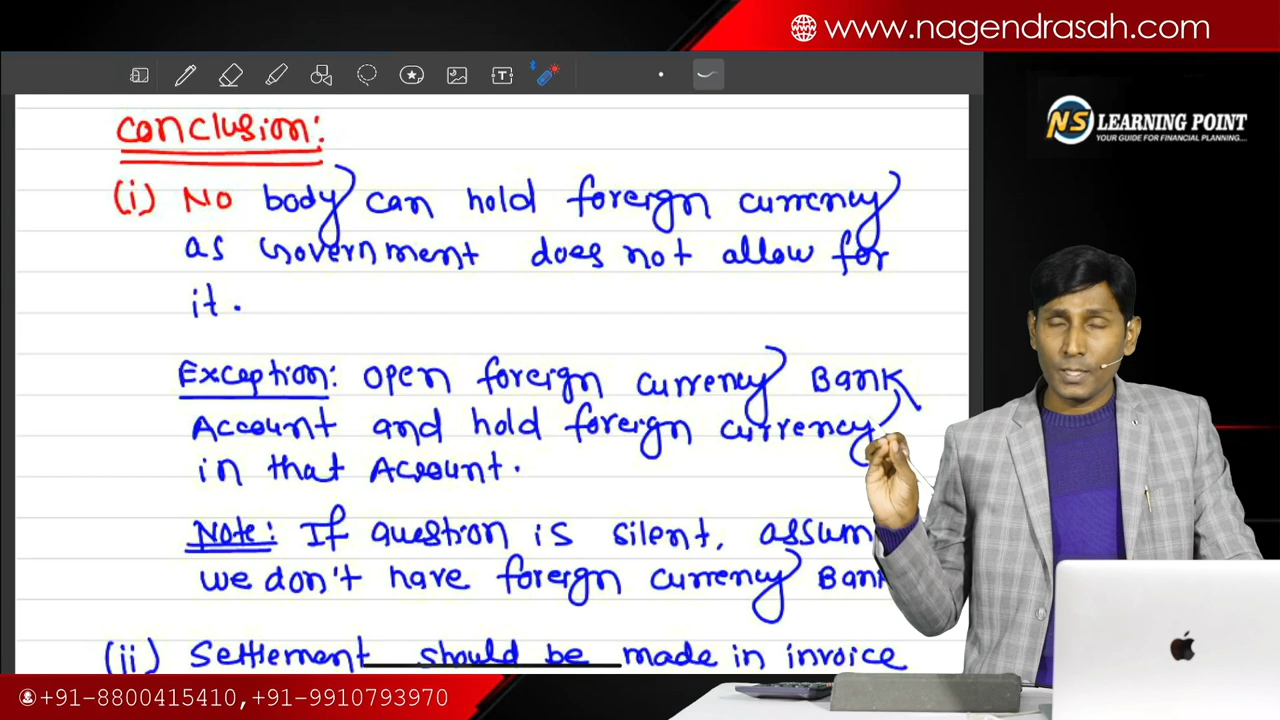 www.nagendrasah.com
NS LEARNING POINT
YOUR GUIDE FOR FINANCIAL PLANNING....
Conclusion:
(i) No body can hold foreign currency
as Government does not allow for
it.
Exception: Open foreign currency Bank
Account and hold foreign currency
in that Account.
Note: If question is silent, assum
we don't have foreign currency Bank
(ii) Settlement should be made in invoice
+91-8800415410,+91-9910793970